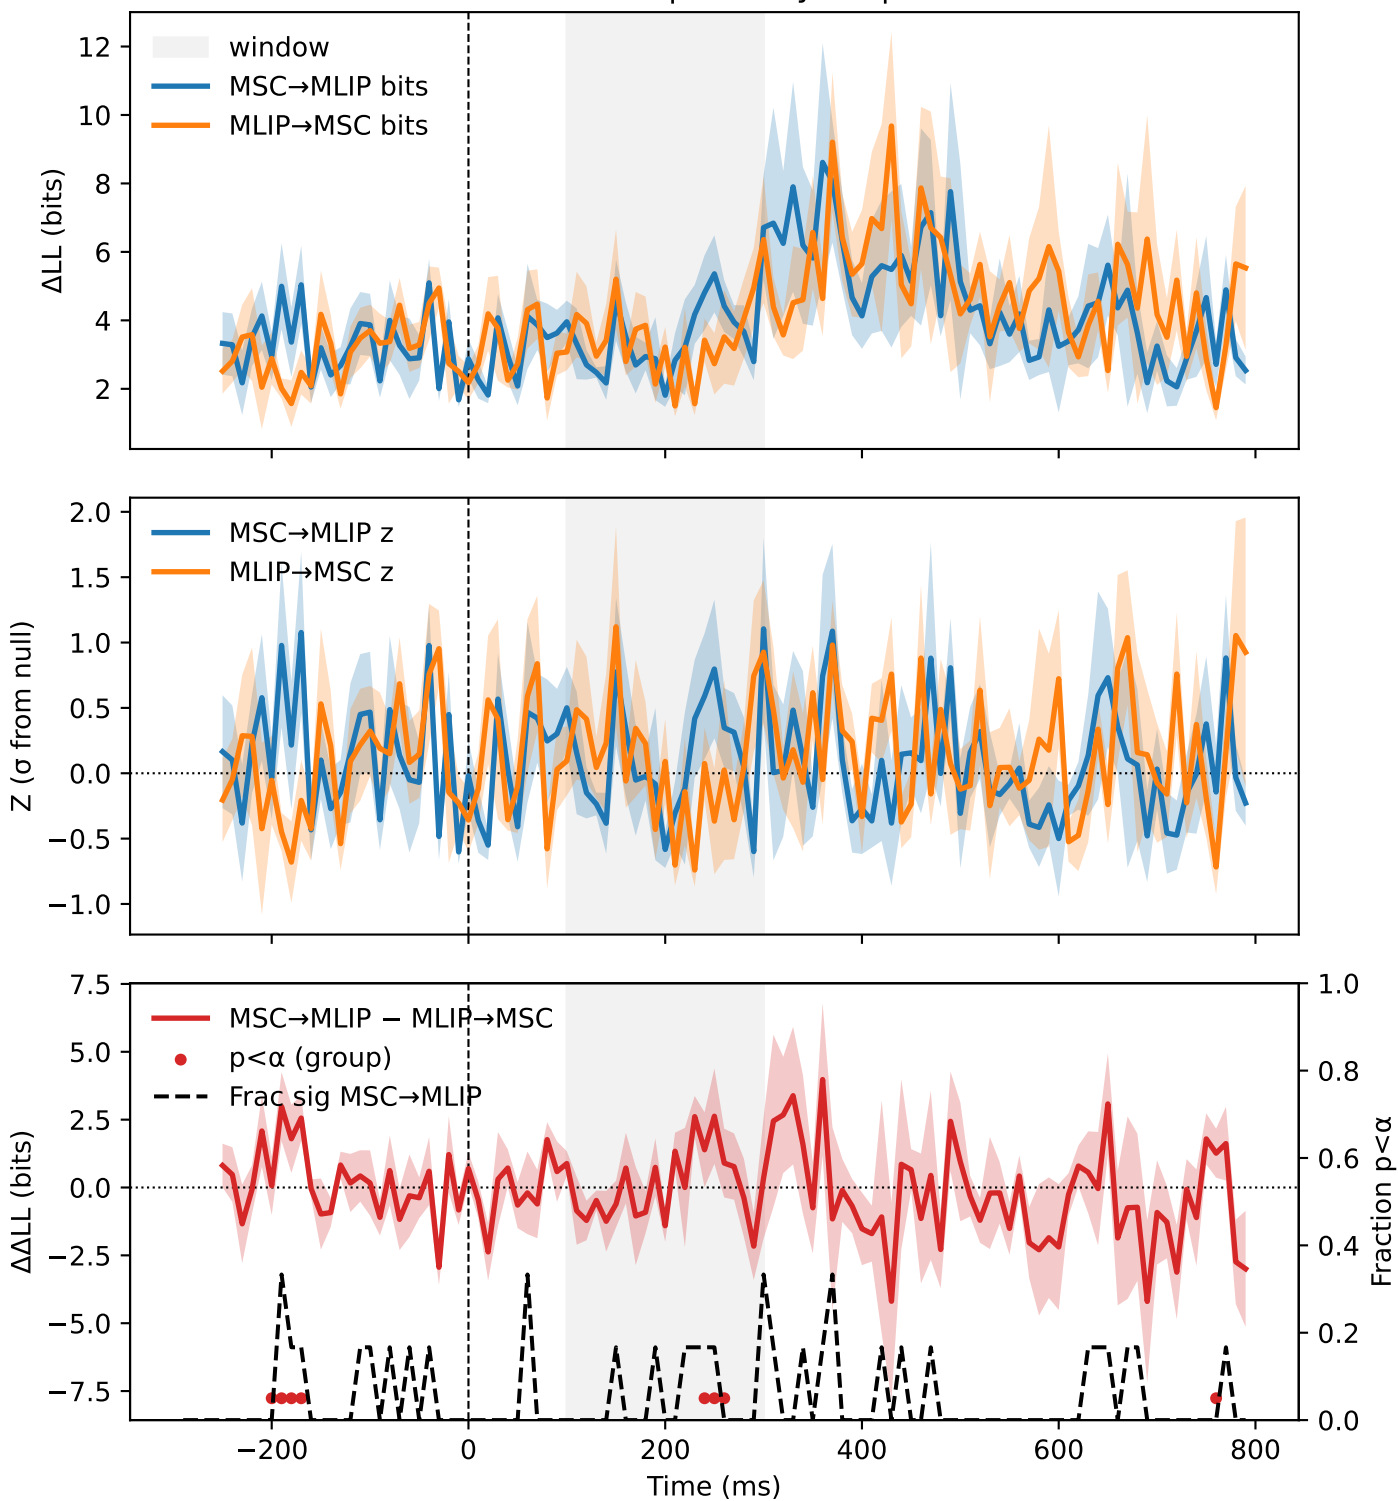 window
MSC→MLIP bits
MLIP→MSC bits
ΔLL (bits)
12
10
8
6
4
2
MSC→MLIP z
MLIP→MSC z
Z (σ from null)
2.0
1.5
1.0
0.5
0.0
−0.5
−1.0
MSC→MLIP − MLIP→MSC
p<α (group)
Frac sig MSC→MLIP
ΔΔLL (bits)
7.5
5.0
2.5
0.0
−2.5
−5.0
−7.5
1.0
0.8
0.6
0.4
0.2
0.0
Fraction p<α
−200 0 200 400 600 800
Time (ms)